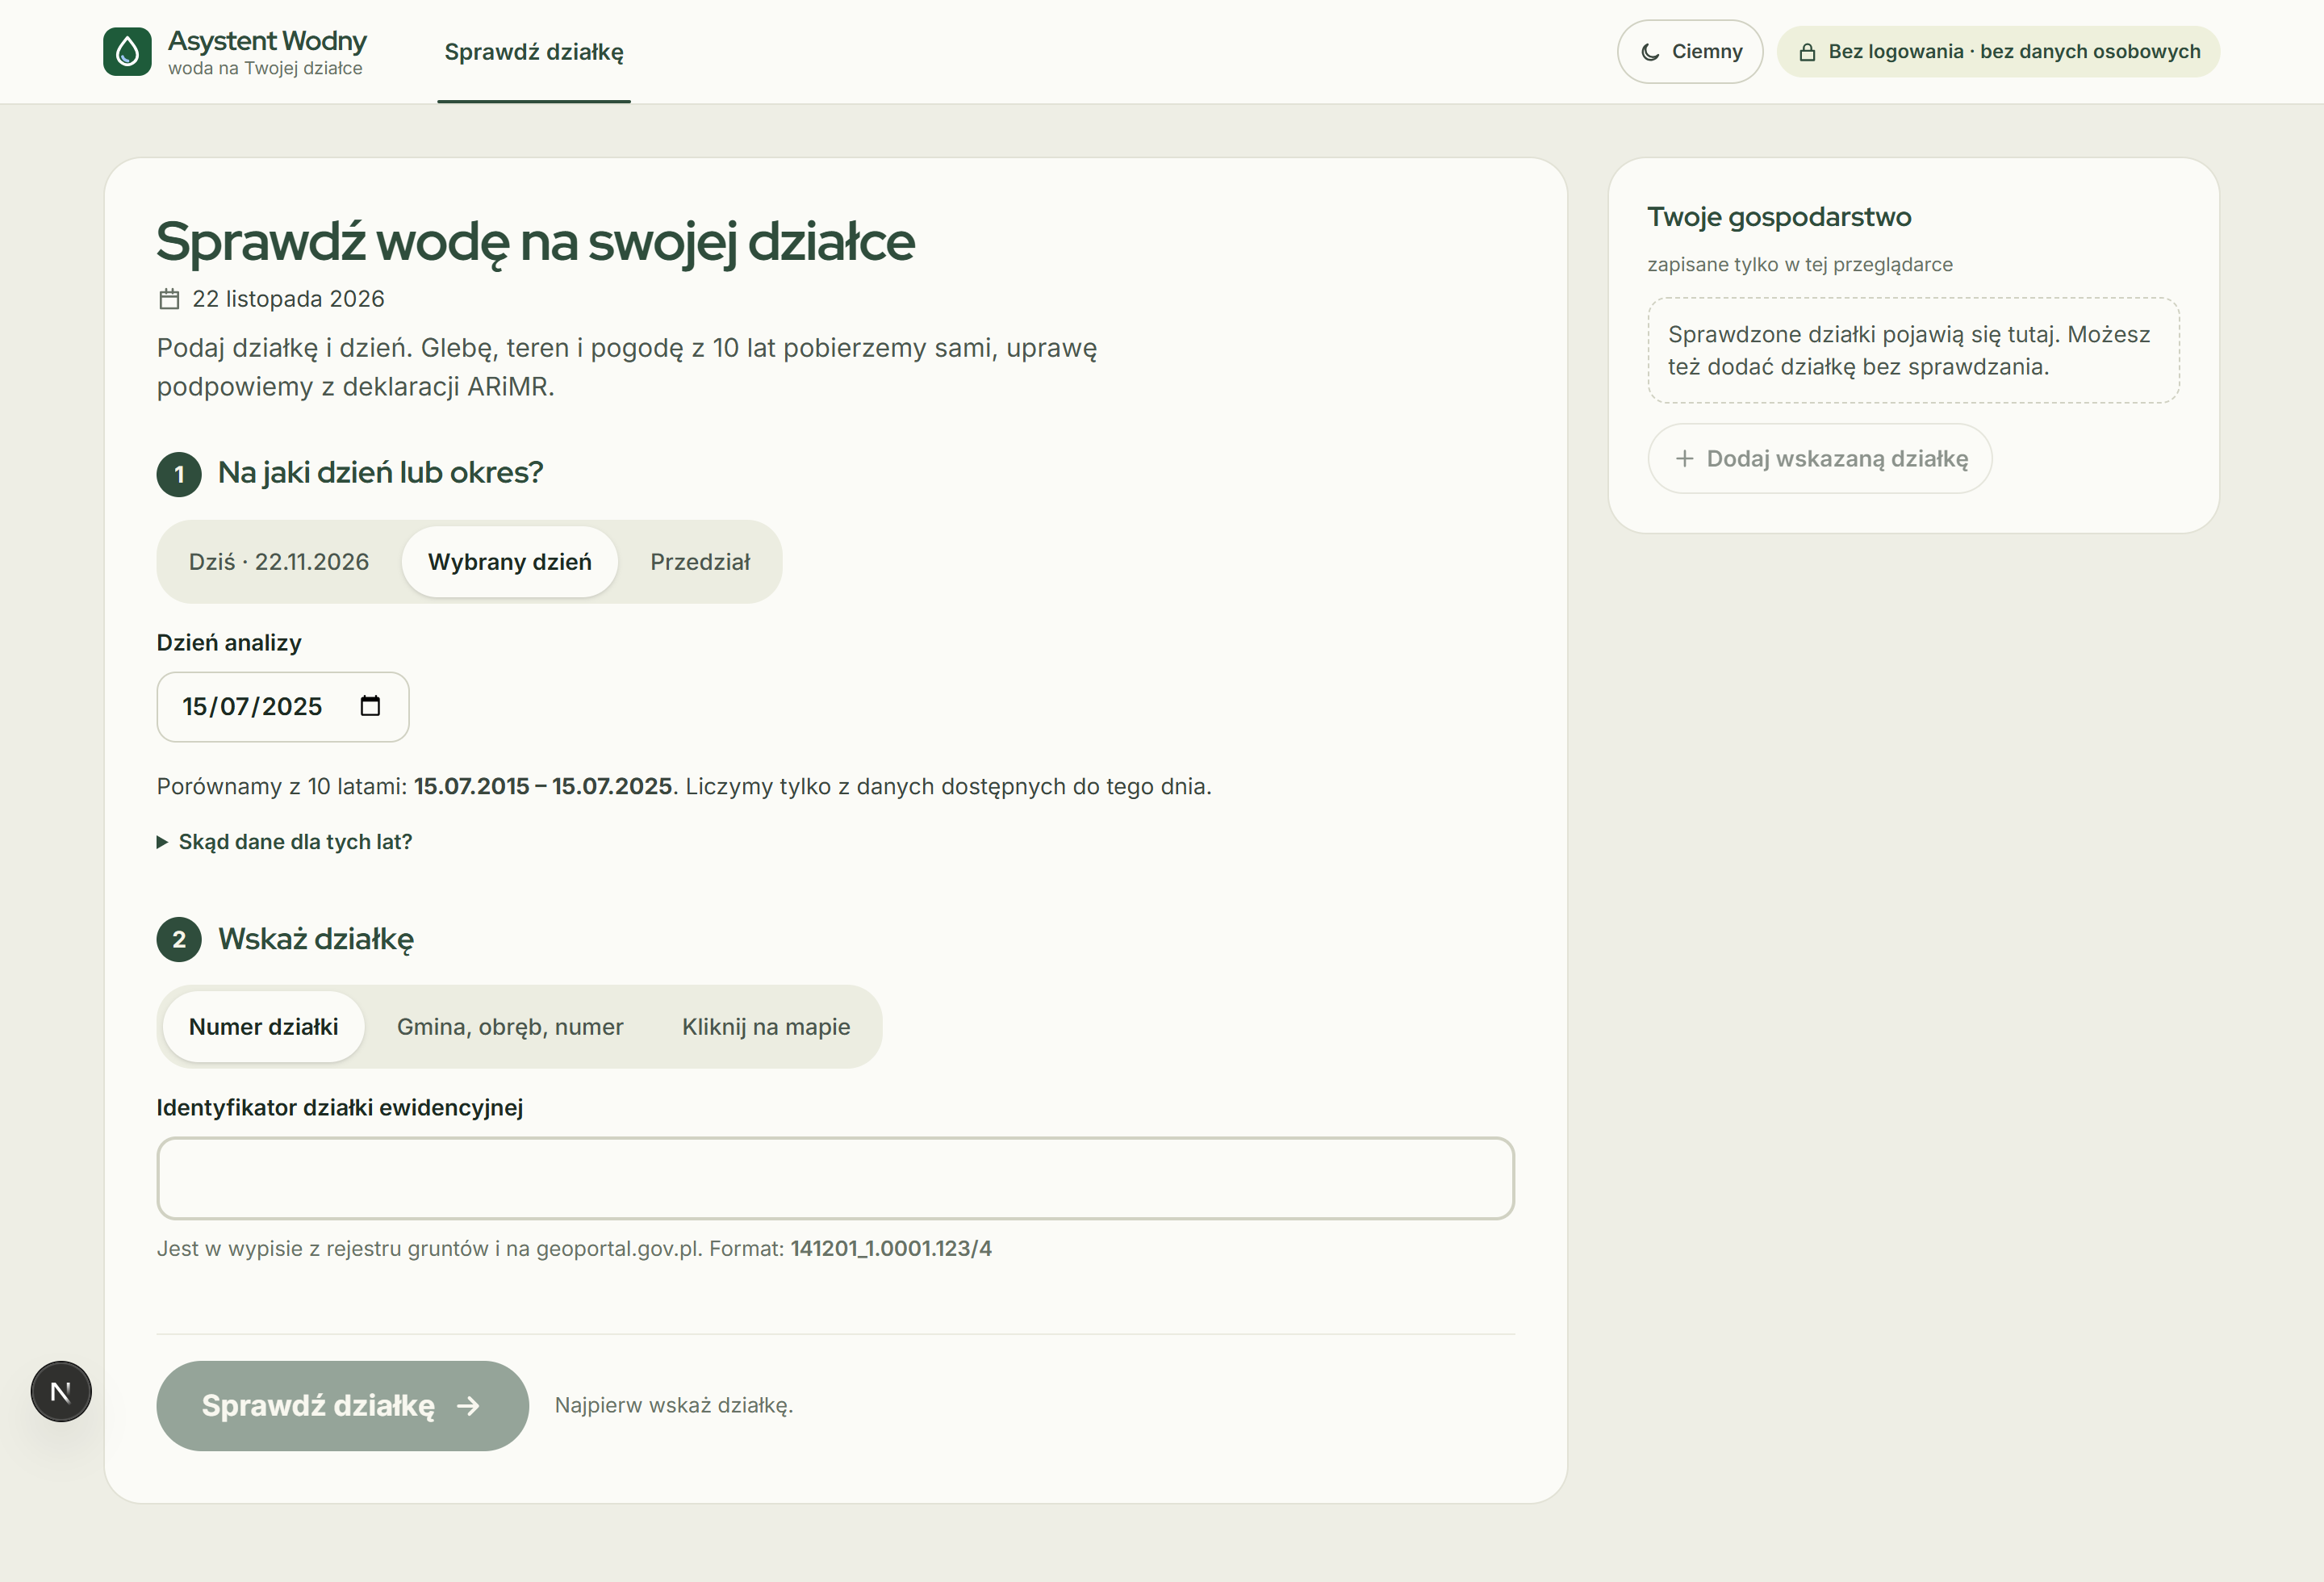 Asystent Wodny
woda na Twojej działce
Sprawdź działkę
Ciemny
Bez logowania · bez danych osobowych
Sprawdź wodę na swojej działce
22 listopada 2026
Podaj działkę i dzień. Glebę, teren i pogodę z 10 lat pobierzemy sami, uprawę
podpowiemy z deklaracji ARiMR.
1 Na jaki dzień lub okres?
Dziś · 22.11.2026
Wybrany dzień
Przedział
Dzień analizy
15/07/2025
Porównamy z 10 latami: 15.07.2015 – 15.07.2025. Liczymy tylko z danych dostępnych do tego dnia.
Skąd dane dla tych lat?
2 Wskaż działkę
Numer działki
Gmina, obręb, numer
Kliknij na mapie
Identyfikator działki ewidencyjnej
Jest w wypisie z rejestru gruntów i na geoportal.gov.pl. Format: 141201_1.0001.123/4
N
Sprawdź działkę
Najpierw wskaż działkę.
Twoje gospodarstwo
zapisane tylko w tej przeglądarce
Sprawdzone działki pojawią się tutaj. Możesz
też dodać działkę bez sprawdzania.
Dodaj wskazaną działkę